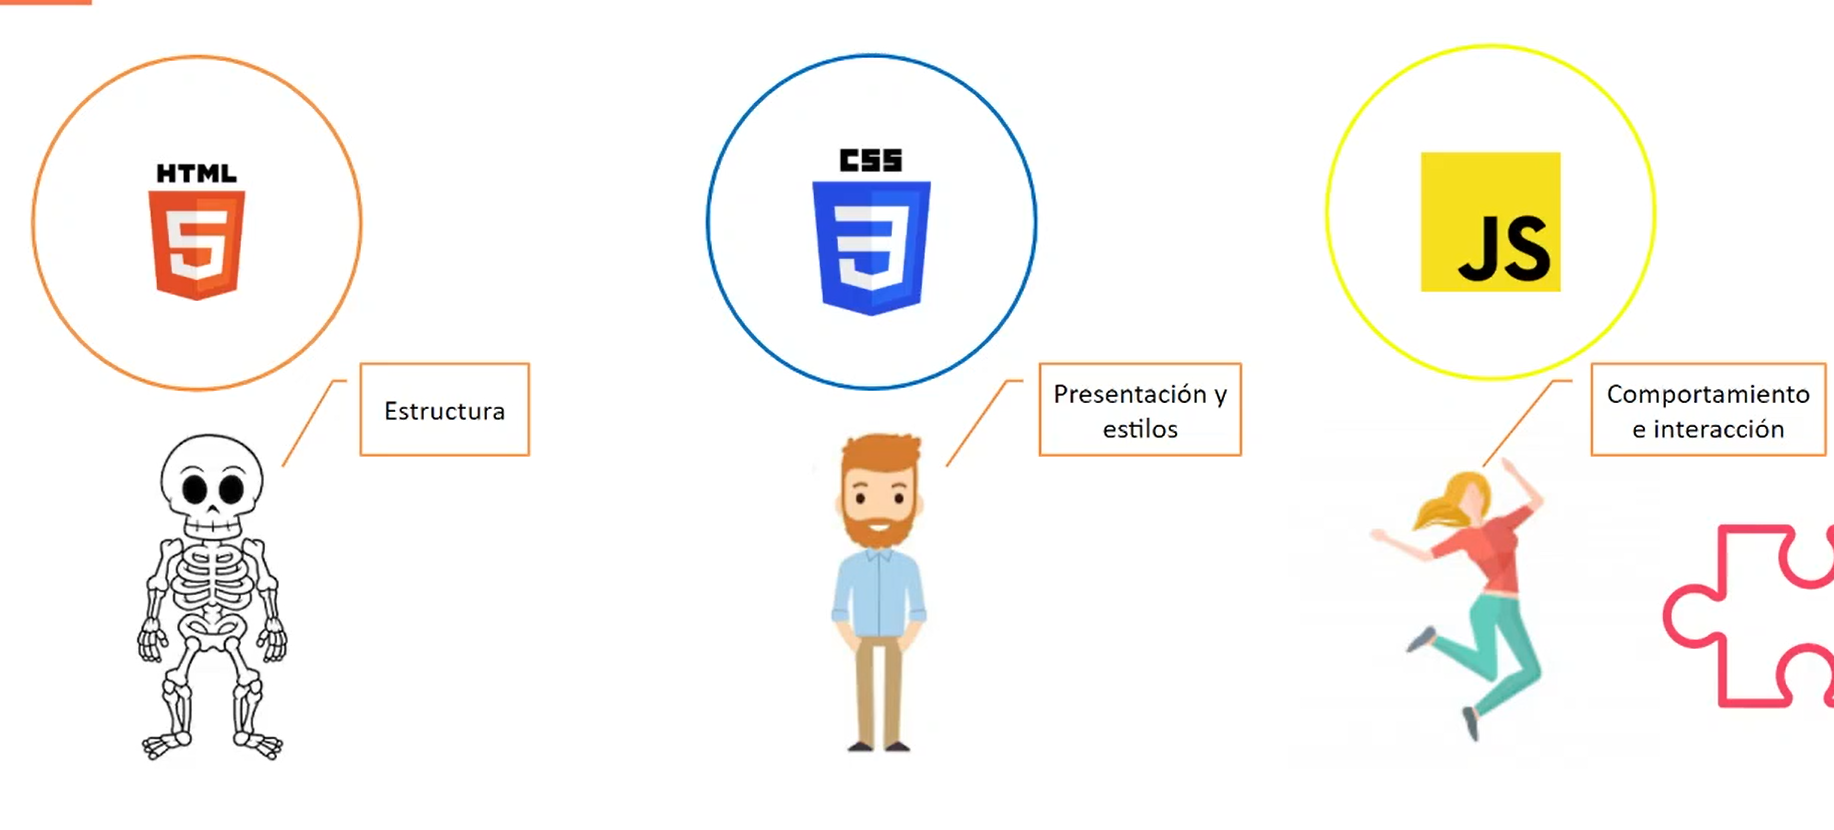 HTML
5
CSS
3
JS
Estructura
Presentación y
estilos
Comportamiento
e interacción